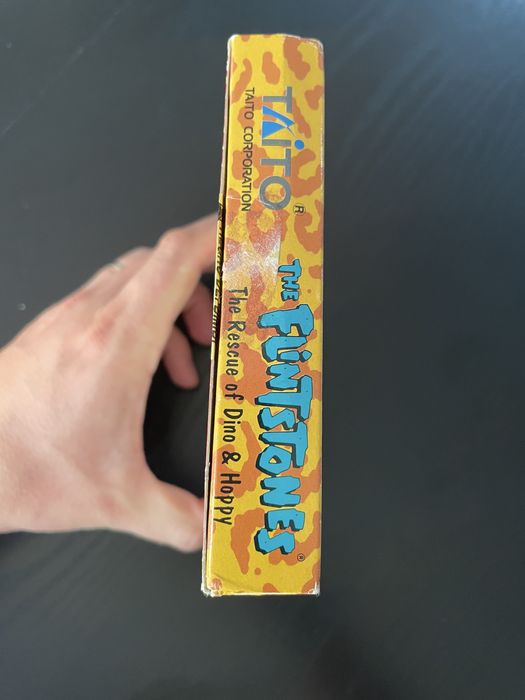 TAITO®
TAITO CORPORATION
THE FLINTSTONES®
The Rescue of Dino & Hoppy